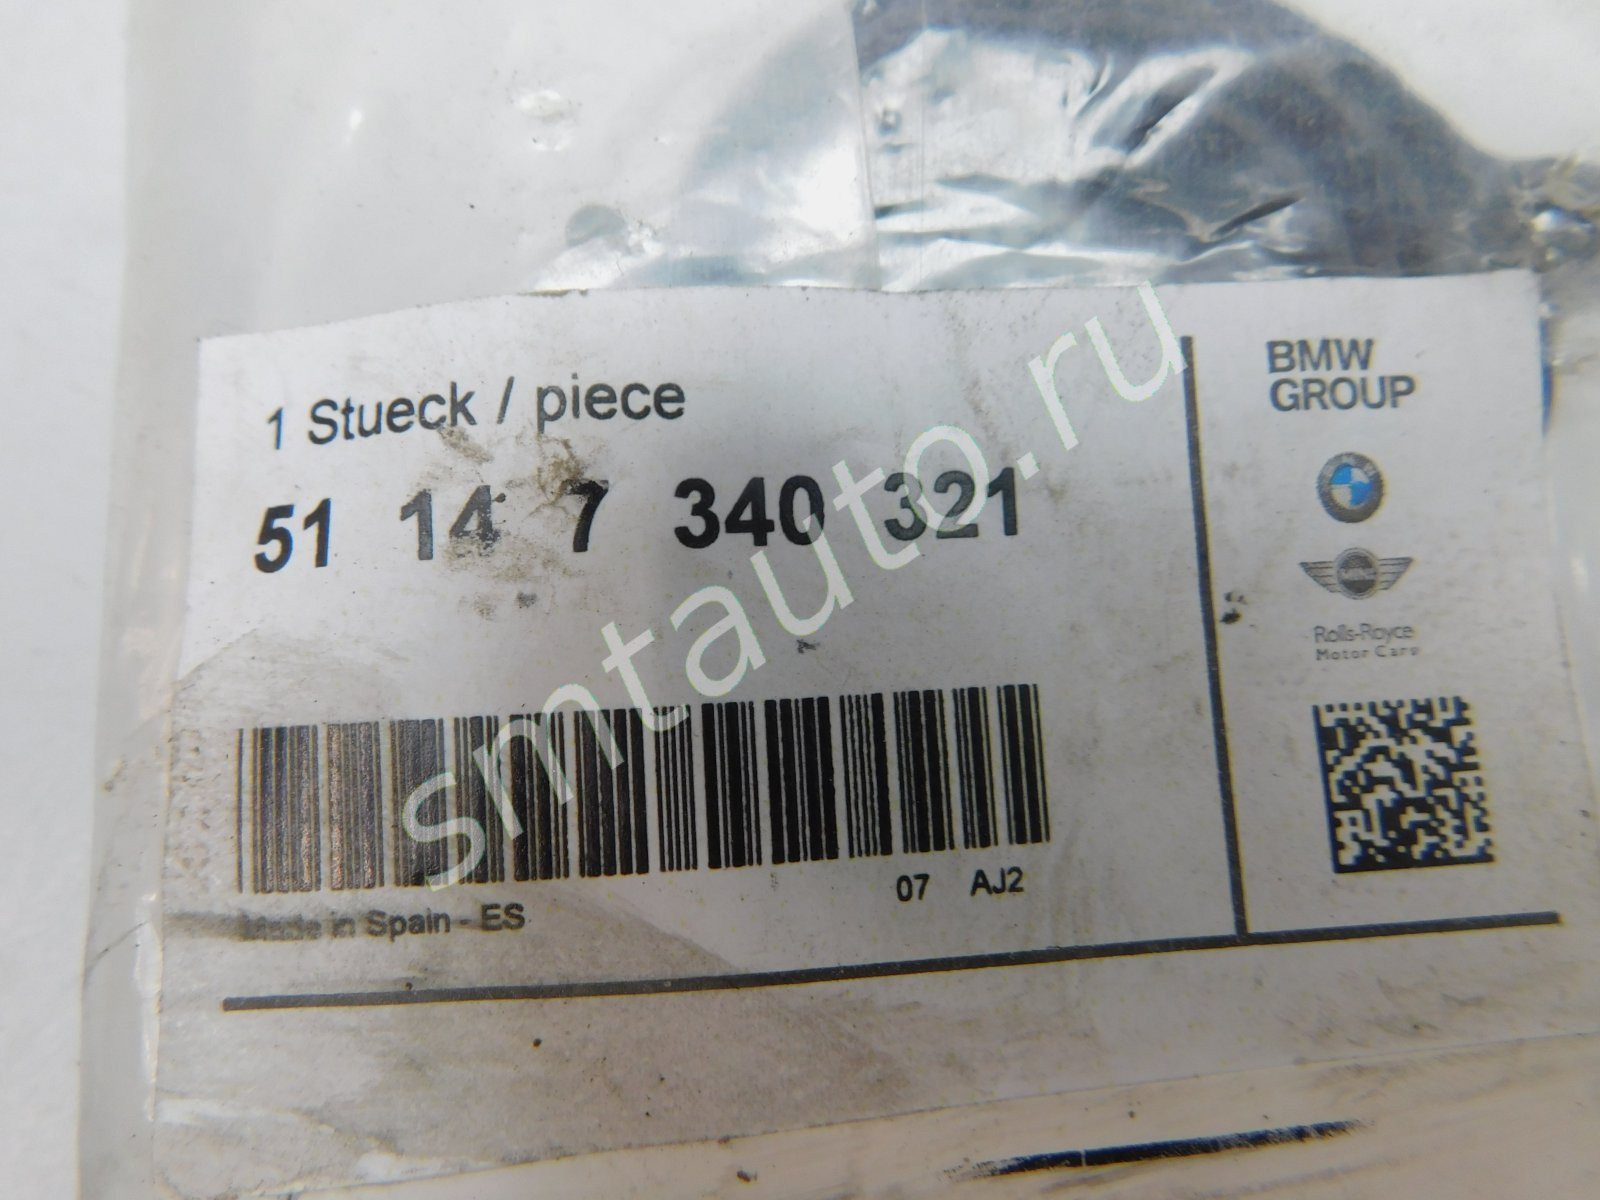 1 Stueck / piece
51 14 7 340 321
07 AJ2
Made in Spain - ES
BMW
GROUP
Rolls-Royce
Motor Cars
smtauto.ru